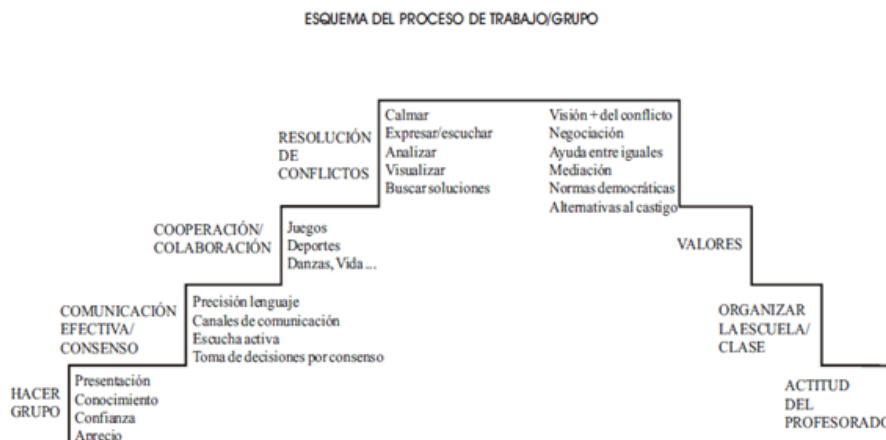 ESQUEMA DEL PROCESO DE TRABAJO/GRUPO
RESOLUCIÓN
DE
CONFLICTOS
Calmar
Expresar/escuchar
Analizar
Visualizar
Buscar soluciones
Visión + del conflicto
Negociación
Ayuda entre iguales
Mediación
Normas democráticas
Alternativas al castigo
COOPERACIÓN/
COLABORACIÓN
Juegos
Deportes
Danzas, Vida ...
VALORES
COMUNICACIÓN
EFECTIVA/
CONSENSO
Precisión lenguaje
Canales de comunicación
Escucha activa
Toma de decisiones por consenso
ORGANIZAR
LA ESCUELA/
CLASE
HACER
GRUPO
Presentación
Conocimiento
Confianza
Aprecio
ACTITUD
DEL
PROFESORADO